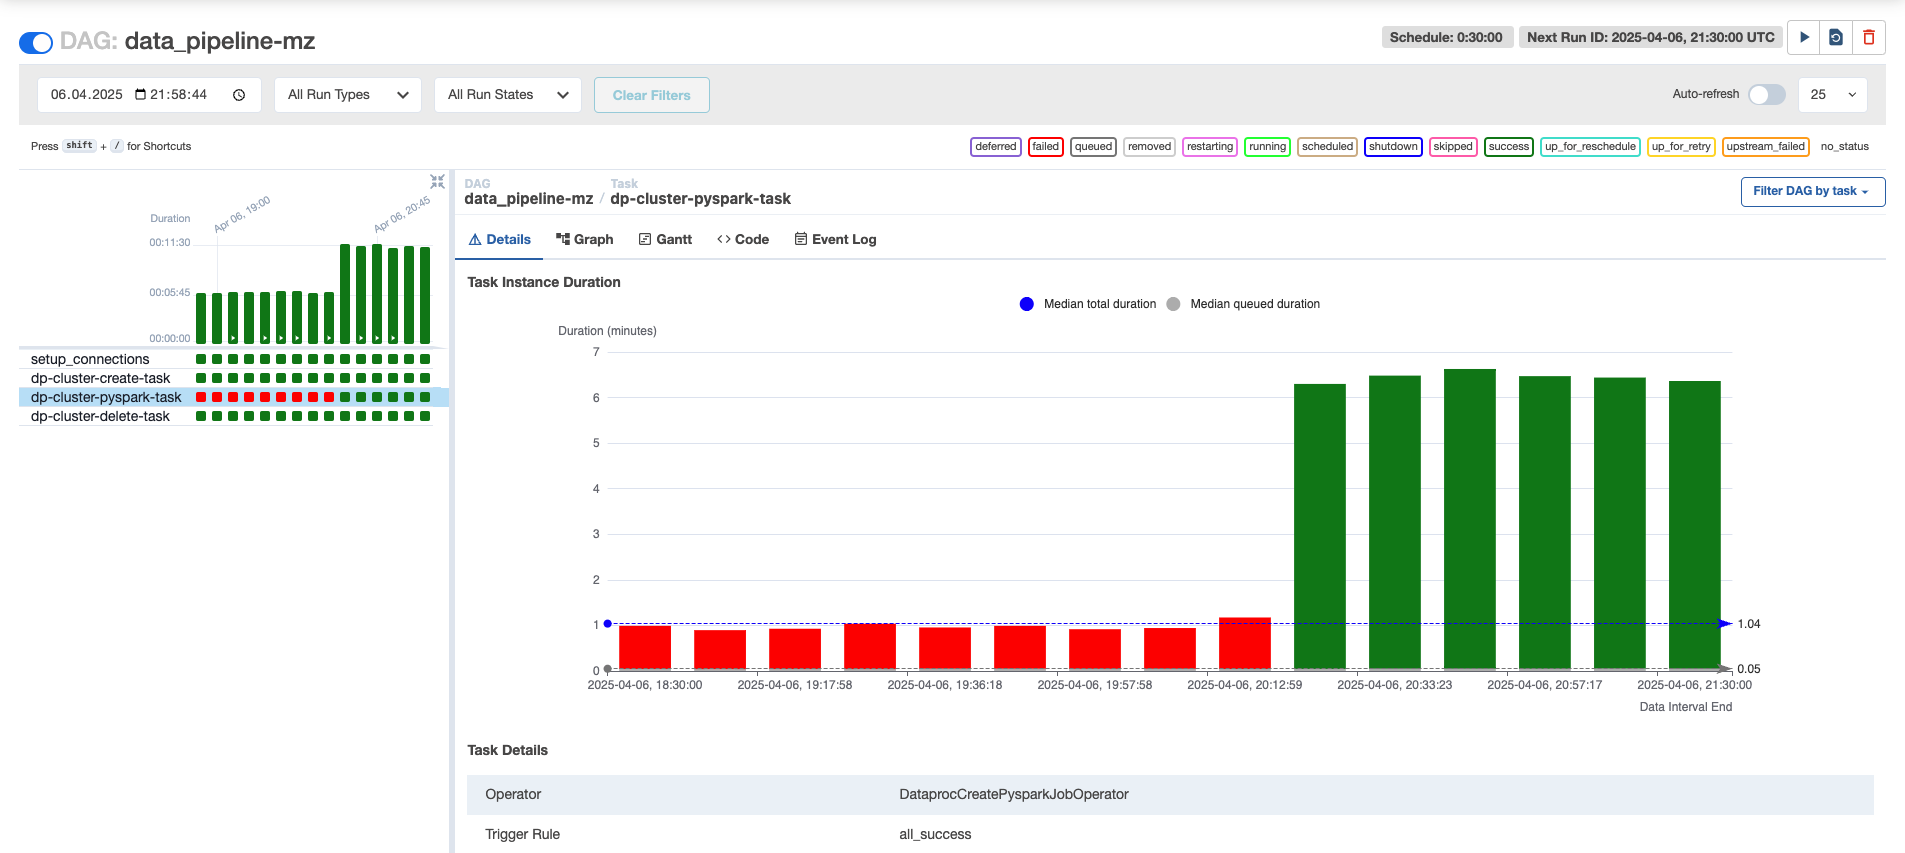 DAG: data_pipeline-mz
Schedule: 0:30:00 Next Run ID: 2025-04-06, 21:30:00 UTC
06.04.2025 21:58:44 All Run Types All Run States Clear Filters Auto-refresh 25
Press shift + / for Shortcuts
deferred failed queued removed restarting running scheduled shutdown skipped success up_for_reschedule up_for_retry upstream_failed no_status
Apr 06, 19:00 Apr 06, 20:45
Duration
00:11:30
00:05:45
00:00:00
setup_connections
dp-cluster-create-task
dp-cluster-pyspark-task
dp-cluster-delete-task
DAG Task
data_pipeline-mz / dp-cluster-pyspark-task
Filter DAG by task
Details Graph Gantt Code Event Log
Task Instance Duration
Median total duration Median queued duration
Duration (minutes)
7
6
5
4
3
2
1 1.04
0 0.05
2025-04-06, 18:30:00 2025-04-06, 19:17:58 2025-04-06, 19:36:18 2025-04-06, 19:57:58 2025-04-06, 20:12:59 2025-04-06, 20:33:23 2025-04-06, 20:57:17 2025-04-06, 21:30:00
Data Interval End
Task Details
Operator DataprocCreatePysparkJobOperator
Trigger Rule all_success